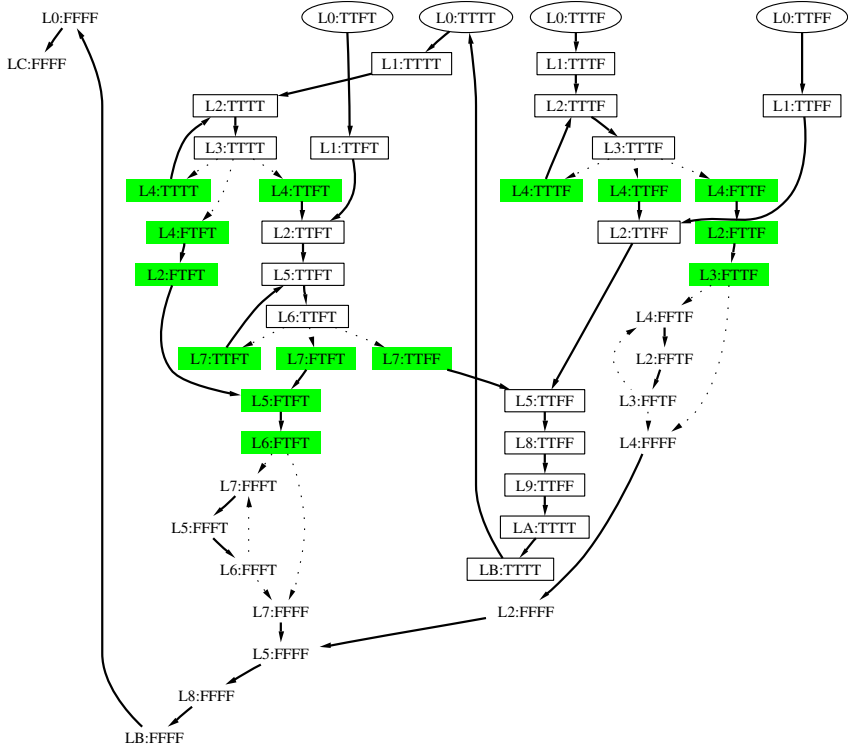 L0:FFFF L0:TTFT L0:TTTT L0:TTTF L0:TTFF
LC:FFFF L1:TTTT L1:TTTF
L2:TTTT L2:TTTF L1:TTFF
L3:TTTT L1:TTFT L3:TTTF
L4:TTTT L4:TTFT L4:TTTF L4:TTFF L4:FTTF
L4:FTFT L2:TTFT L2:TTFF L2:FTTF
L2:FTFT L5:TTFT L3:FTTF
L6:TTFT L4:FFTF
L7:TTFT L7:FTFT L7:TTFF L2:FFTF
L5:FTFT L5:TTFF L3:FFTF
L6:FTFT L8:TTFF L4:FFFF
L7:FFFT L9:TTFF
L5:FFFT LA:TTTT
L6:FFFT LB:TTTT
L7:FFFF L2:FFFF
L5:FFFF
L8:FFFF
LB:FFFF